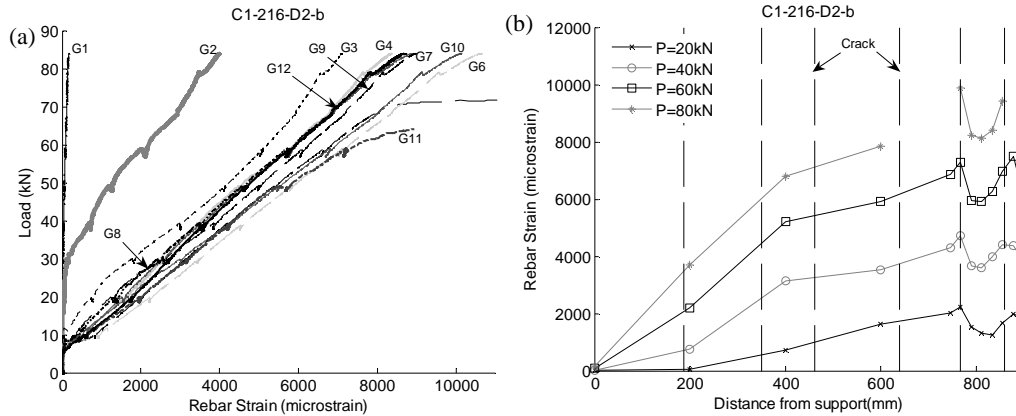 C1-216-D2-b
(a)
Load (kN)
90
80
70
60
50
40
30
20
10
0
G1
G2
G9
G3
G4
G7
G10
G12
G6
G11
G8
0
2000
4000
6000
8000
10000
Rebar Strain (microstrain)
C1-216-D2-b
(b)
Rebar Strain (microstrain)
12000
10000
8000
6000
4000
2000
0
P=20kN
P=40kN
P=60kN
P=80kN
Crack
0
200
400
600
800
Distance from support(mm)